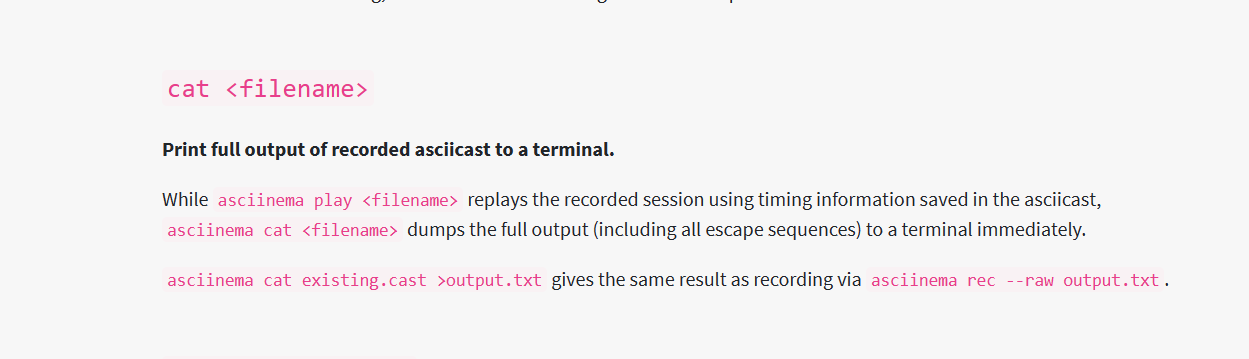 cat <filename>
Print full output of recorded asciicast to a terminal.
While asciinema play <filename> replays the recorded session using timing information saved in the asciicast,
asciinema cat <filename> dumps the full output (including all escape sequences) to a terminal immediately.
asciinema cat existing.cast >output.txt gives the same result as recording via asciinema rec --raw output.txt.